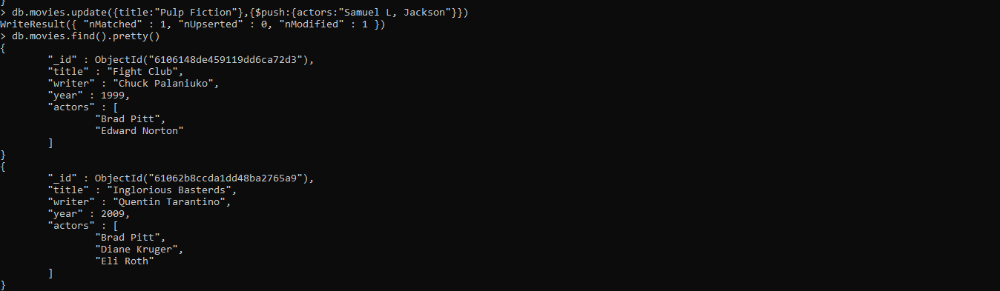 }
> db.movies.update({title:"Pulp Fiction"},{$push:{actors:"Samuel L, Jackson"}})
WriteResult({ "nMatched" : 1, "nUpserted" : 0, "nModified" : 1 })
> db.movies.find().pretty()
{
        "_id" : ObjectId("6106148de459119dd6ca72d3"),
        "title" : "Fight Club",
        "writer" : "Chuck Palaniuko",
        "year" : 1999,
        "actors" : [
                "Brad Pitt",
                "Edward Norton"
        ]
}
{
        "_id" : ObjectId("61062b8ccda1dd48ba2765a9"),
        "title" : "Inglorious Basterds",
        "writer" : "Quentin Tarantino",
        "year" : 2009,
        "actors" : [
                "Brad Pitt",
                "Diane Kruger",
                "Eli Roth"
        ]
}